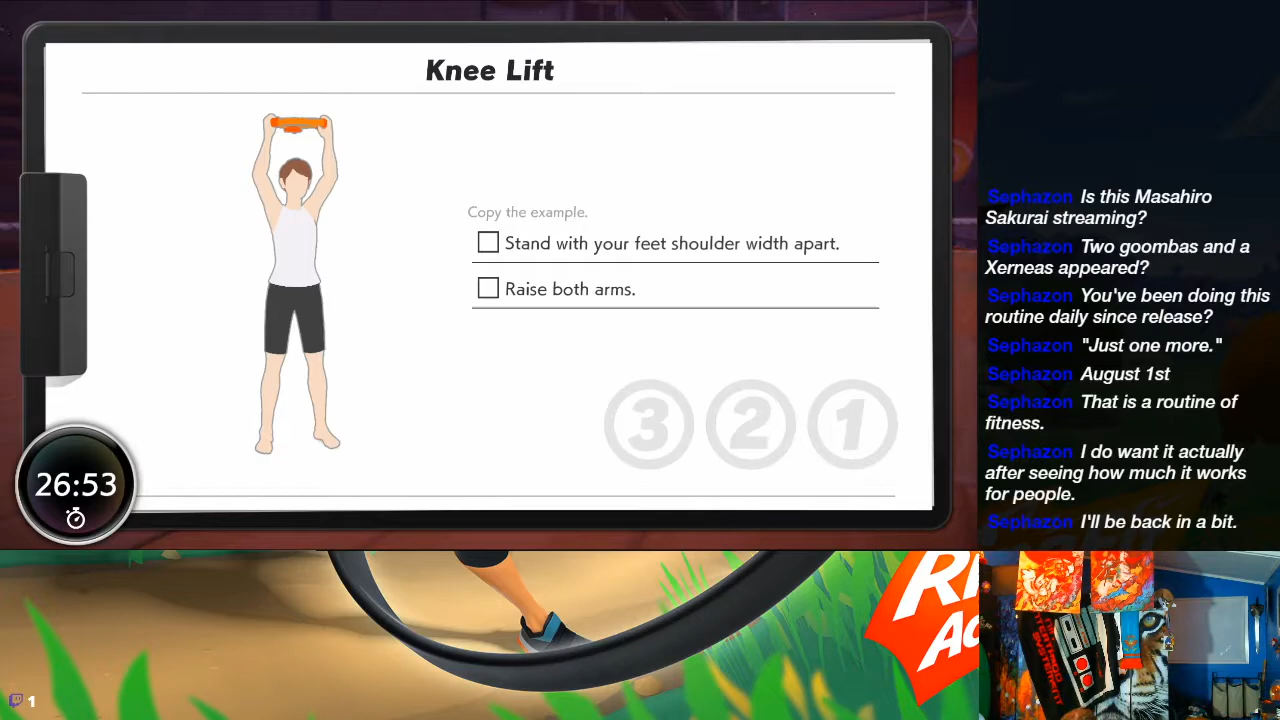 Knee Lift
Copy the example.
Stand with your feet shoulder width apart.
Raise both arms.
3 2 1
26:53
Sephazon Is this Masahiro
Sakurai streaming?
Sephazon Two goombas and a
Xerneas appeared?
Sephazon You've been doing this
routine daily since release?
Sephazon "Just one more."
Sephazon August 1st
Sephazon That is a routine of
fitness.
Sephazon I do want it actually
after seeing how much it works
for people.
Sephazon I'll be back in a bit.
1